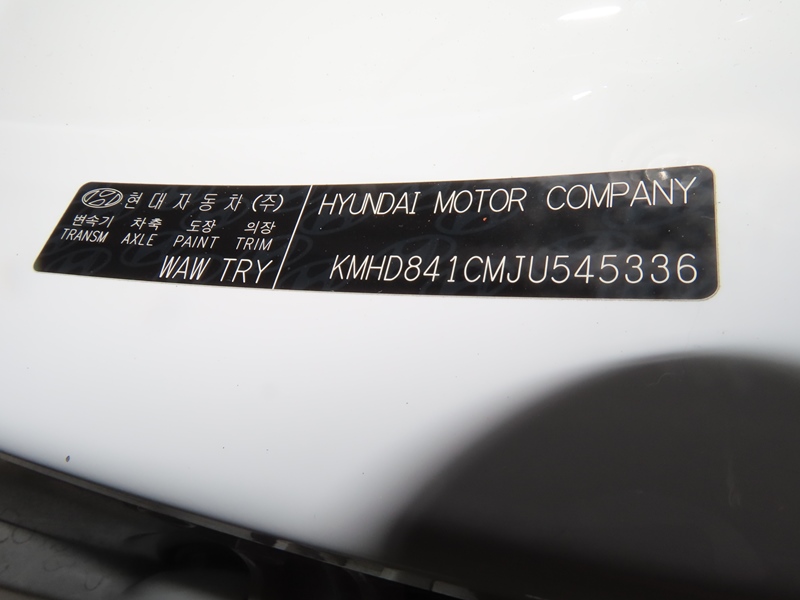 현대자동차(주)
변속기 차축 도장 의장
TRANSM AXLE PAINT TRIM
WAW TRY
HYUNDAI MOTOR COMPANY
KMHD841CMJU545336